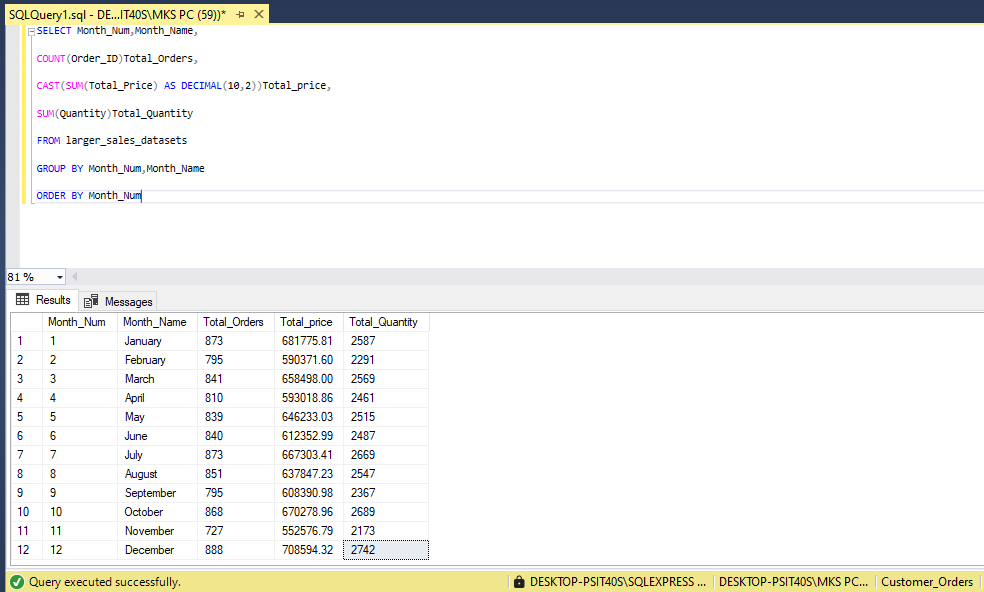 SQLQuery1.sql - DE...IT40S\MKS PC (59))*
SELECT Month_Num,Month_Name,
COUNT(Order_ID)Total_Orders,
CAST(SUM(Total_Price) AS DECIMAL(10,2))Total_price,
SUM(Quantity)Total_Quantity
FROM larger_sales_datasets
GROUP BY Month_Num,Month_Name
ORDER BY Month_Num
81 %
Results Messages
Month_Num Month_Name Total_Orders Total_price Total_Quantity
1 1 January 873 681775.81 2587
2 2 February 795 590371.60 2291
3 3 March 841 658498.00 2569
4 4 April 810 593018.86 2461
5 5 May 839 646233.03 2515
6 6 June 840 612352.99 2487
7 7 July 873 667303.41 2669
8 8 August 851 637847.23 2547
9 9 September 795 608390.98 2367
10 10 October 868 670278.96 2689
11 11 November 727 552576.79 2173
12 12 December 888 708594.32 2742
Query executed successfully. DESKTOP-PSIT40S\SQLEXPRESS ... DESKTOP-PSIT40S\MKS PC... Customer_Orders